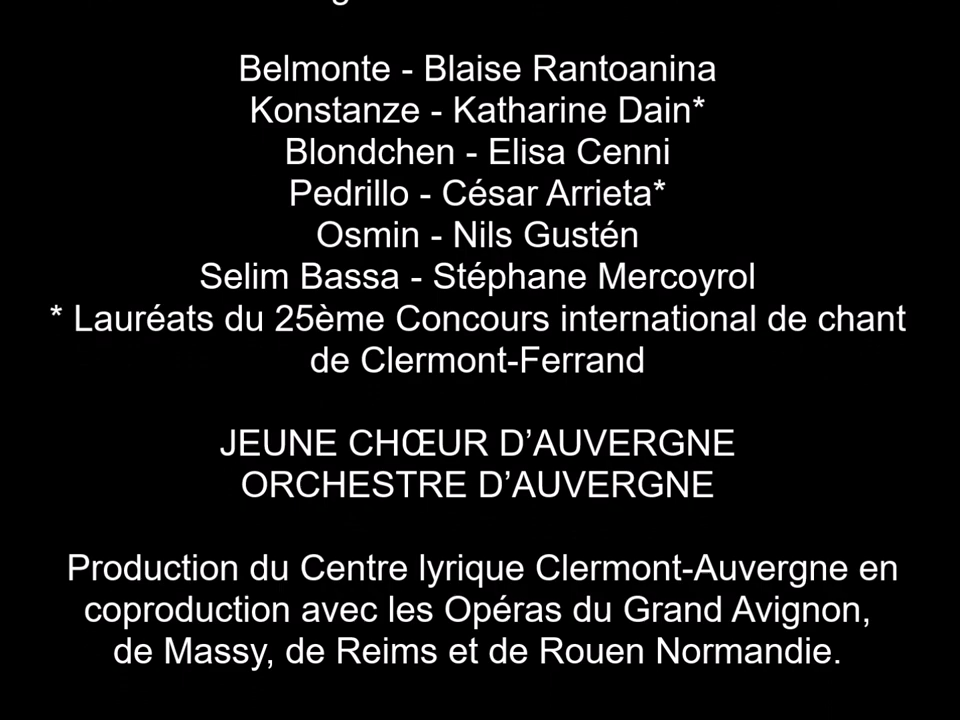 Belmonte - Blaise Rantoanina
Konstanze - Katharine Dain*
Blondchen - Elisa Cenni
Pedrillo - César Arrieta*
Osmin - Nils Gustén
Selim Bassa - Stéphane Mercoyrol
* Lauréats du 25ème Concours international de chant
de Clermont-Ferrand
JEUNE CHŒUR D’AUVERGNE
ORCHESTRE D’AUVERGNE
Production du Centre lyrique Clermont-Auvergne en
coproduction avec les Opéras du Grand Avignon,
de Massy, de Reims et de Rouen Normandie.